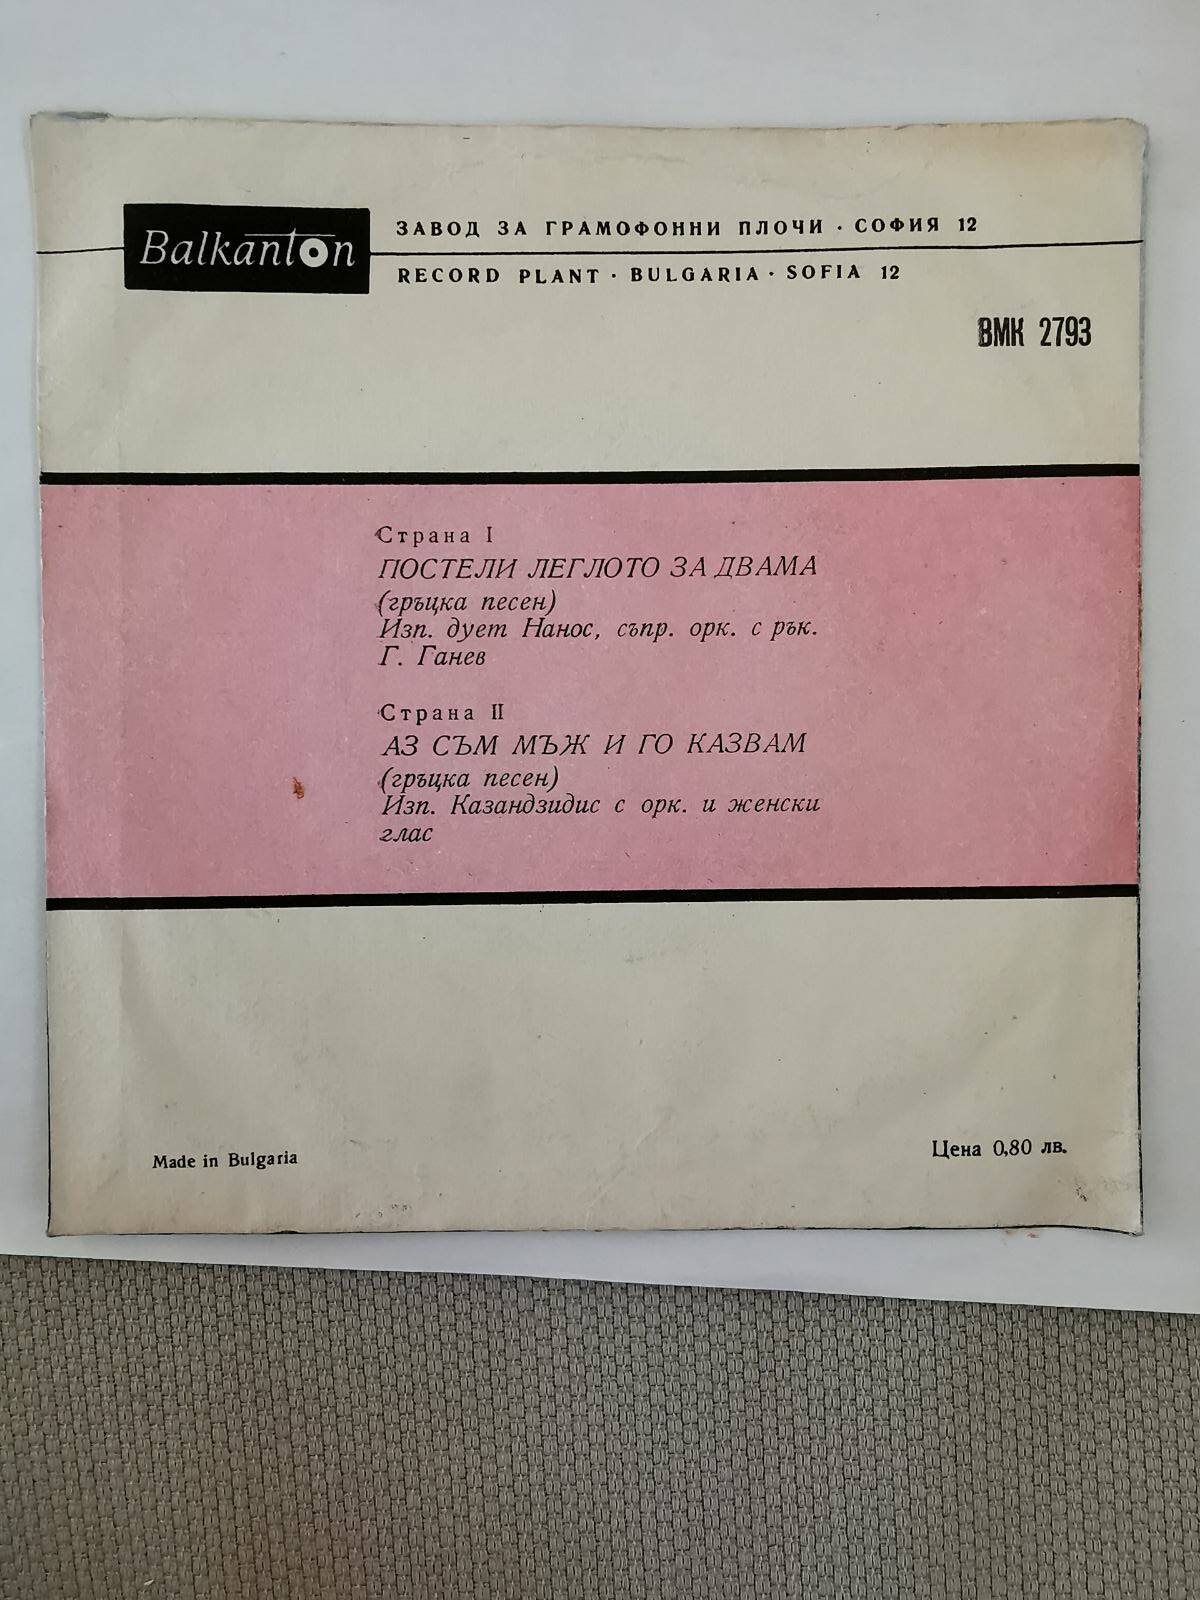 Balkanton
ЗАВОД ЗА ГРАМОФОННИ ПЛОЧИ · СОФИЯ 12
RECORD PLANT · BULGARIA · SOFIA 12
ВМК 2793
Страна I
ПОСТЕЛИ ЛЕГЛОТО ЗА ДВАМА
(гръцка песен)
Изп. дует Нанос, съпр. орк. с рък.
Г. Ганев
Страна II
АЗ СЪМ МЪЖ И ГО КАЗВАМ
(гръцка песен)
Изп. Казандзидис с орк. и женски
глас
Made in Bulgaria
Цена 0,80 лв.